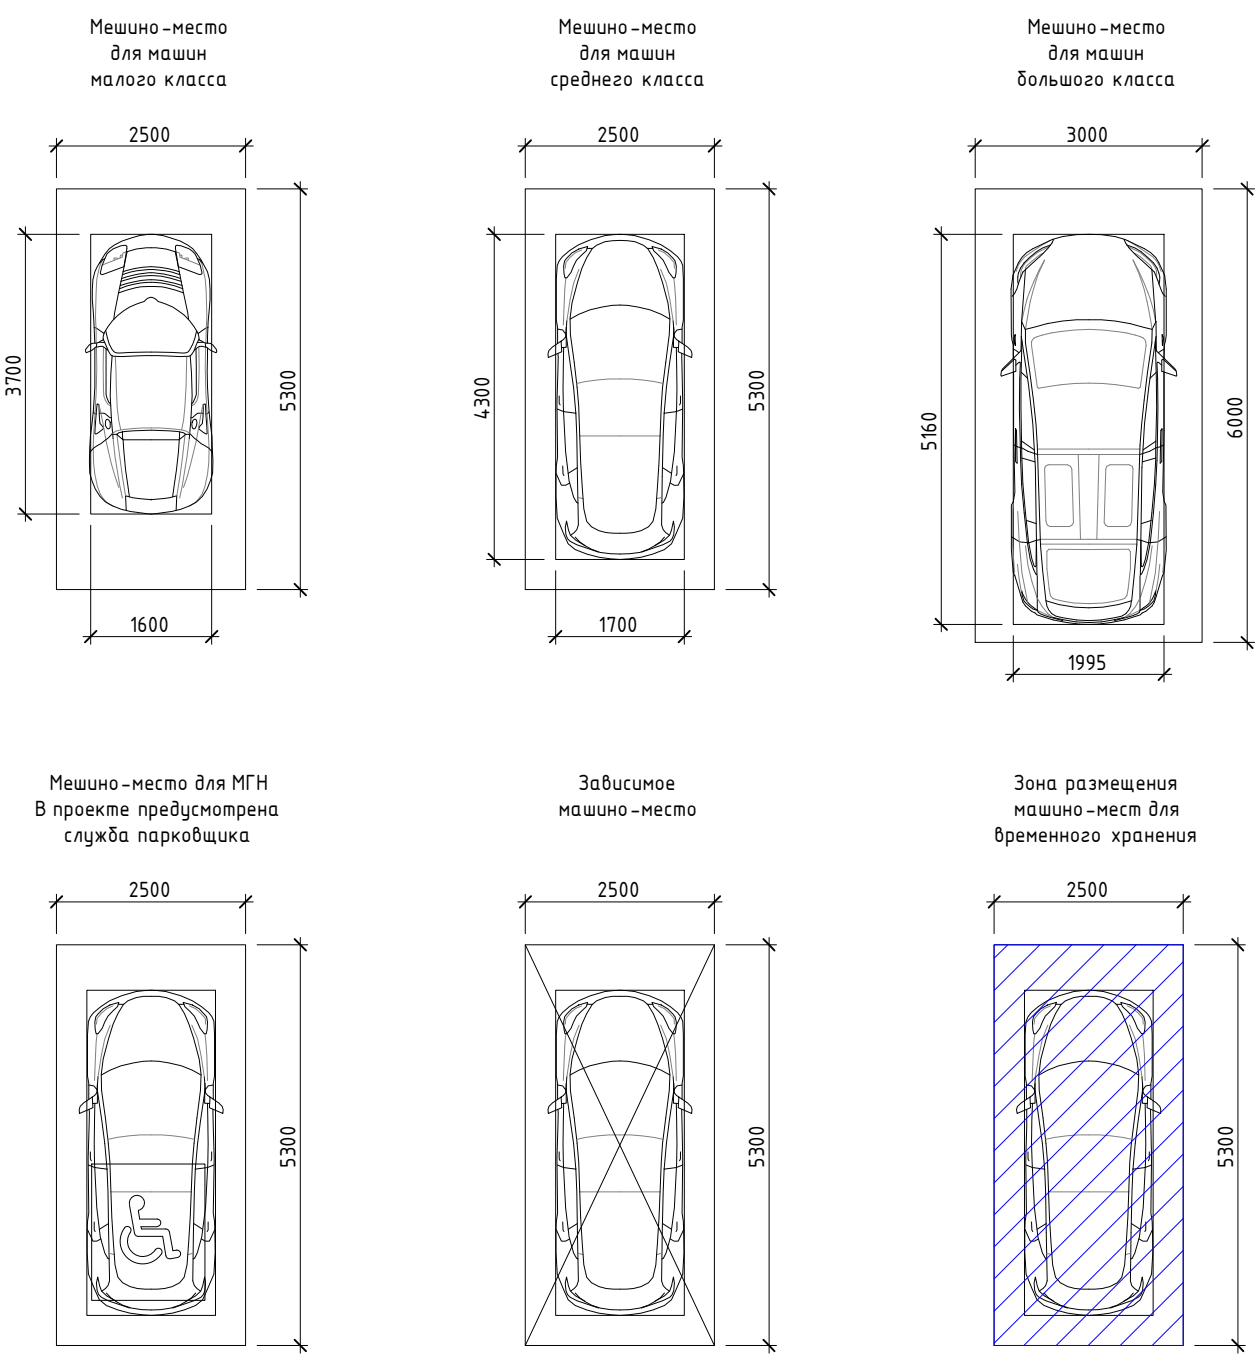 Мешино-место
для машин
малого класса
2500
3700
5300
1600
Мешино-место
для машин
среднего класса
2500
4300
5300
1700
Мешино-место
для машин
большого класса
3000
5160
6000
1995
Мешино-место для МГН
В проекте предусмотрена
служба парковщика
2500
5300
Зависимое
машино-место
2500
5300
Зона размещения
машино-мест для
временного хранения
2500
5300